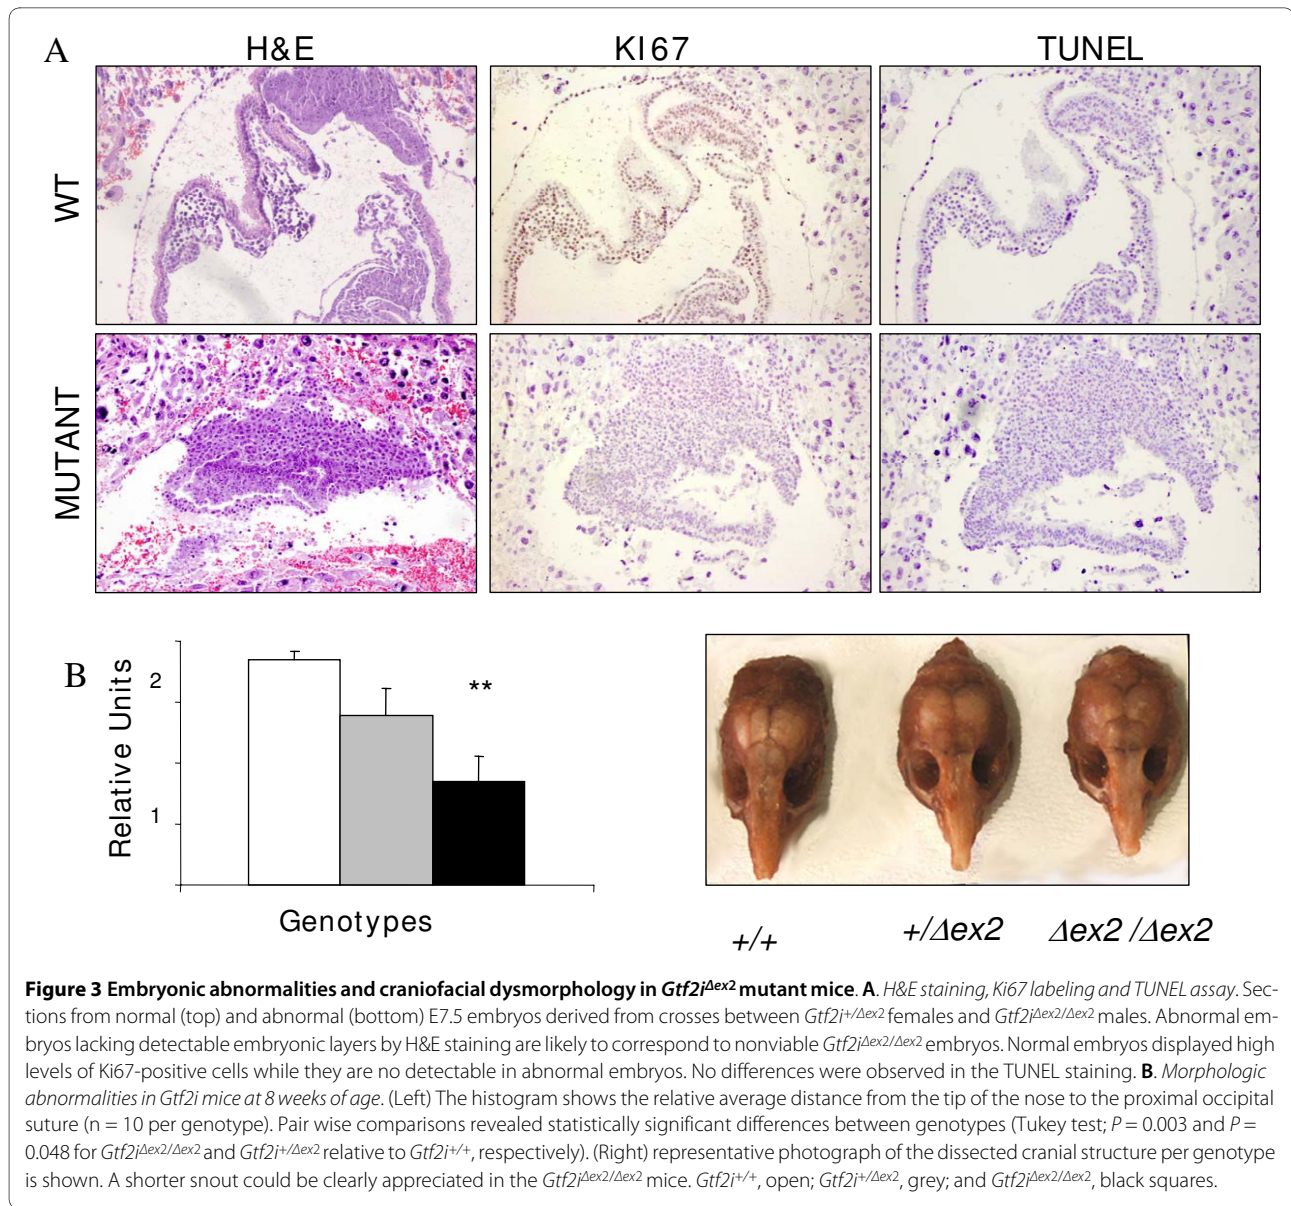 A
H&E
KI67
TUNEL
WT
MUTANT
B
Relative Units
2
1
**
Genotypes
+/+
+/Δex2
Δex2 /Δex2
Figure 3 Embryonic abnormalities and craniofacial dysmorphology in Gtf2iΔex2 mutant mice. A. H&E staining, Ki67 labeling and TUNEL assay. Sec-
tions from normal (top) and abnormal (bottom) E7.5 embryos derived from crosses between Gtf2i+/Δex2 females and Gtf2iΔex2/Δex2 males. Abnormal em-
bryos lacking detectable embryonic layers by H&E staining are likely to correspond to nonviable Gtf2iΔex2/Δex2 embryos. Normal embryos displayed high
levels of Ki67-positive cells while they are no detectable in abnormal embryos. No differences were observed in the TUNEL staining. B. Morphologic
abnormalities in Gtf2i mice at 8 weeks of age. (Left) The histogram shows the relative average distance from the tip of the nose to the proximal occipital
suture (n = 10 per genotype). Pair wise comparisons revealed statistically significant differences between genotypes (Tukey test; P = 0.003 and P =
0.048 for Gtf2iΔex2/Δex2 and Gtf2i+/Δex2 relative to Gtf2i+/+, respectively). (Right) representative photograph of the dissected cranial structure per genotype
is shown. A shorter snout could be clearly appreciated in the Gtf2iΔex2/Δex2 mice. Gtf2i+/+, open; Gtf2i+/Δex2, grey; and Gtf2iΔex2/Δex2, black squares.